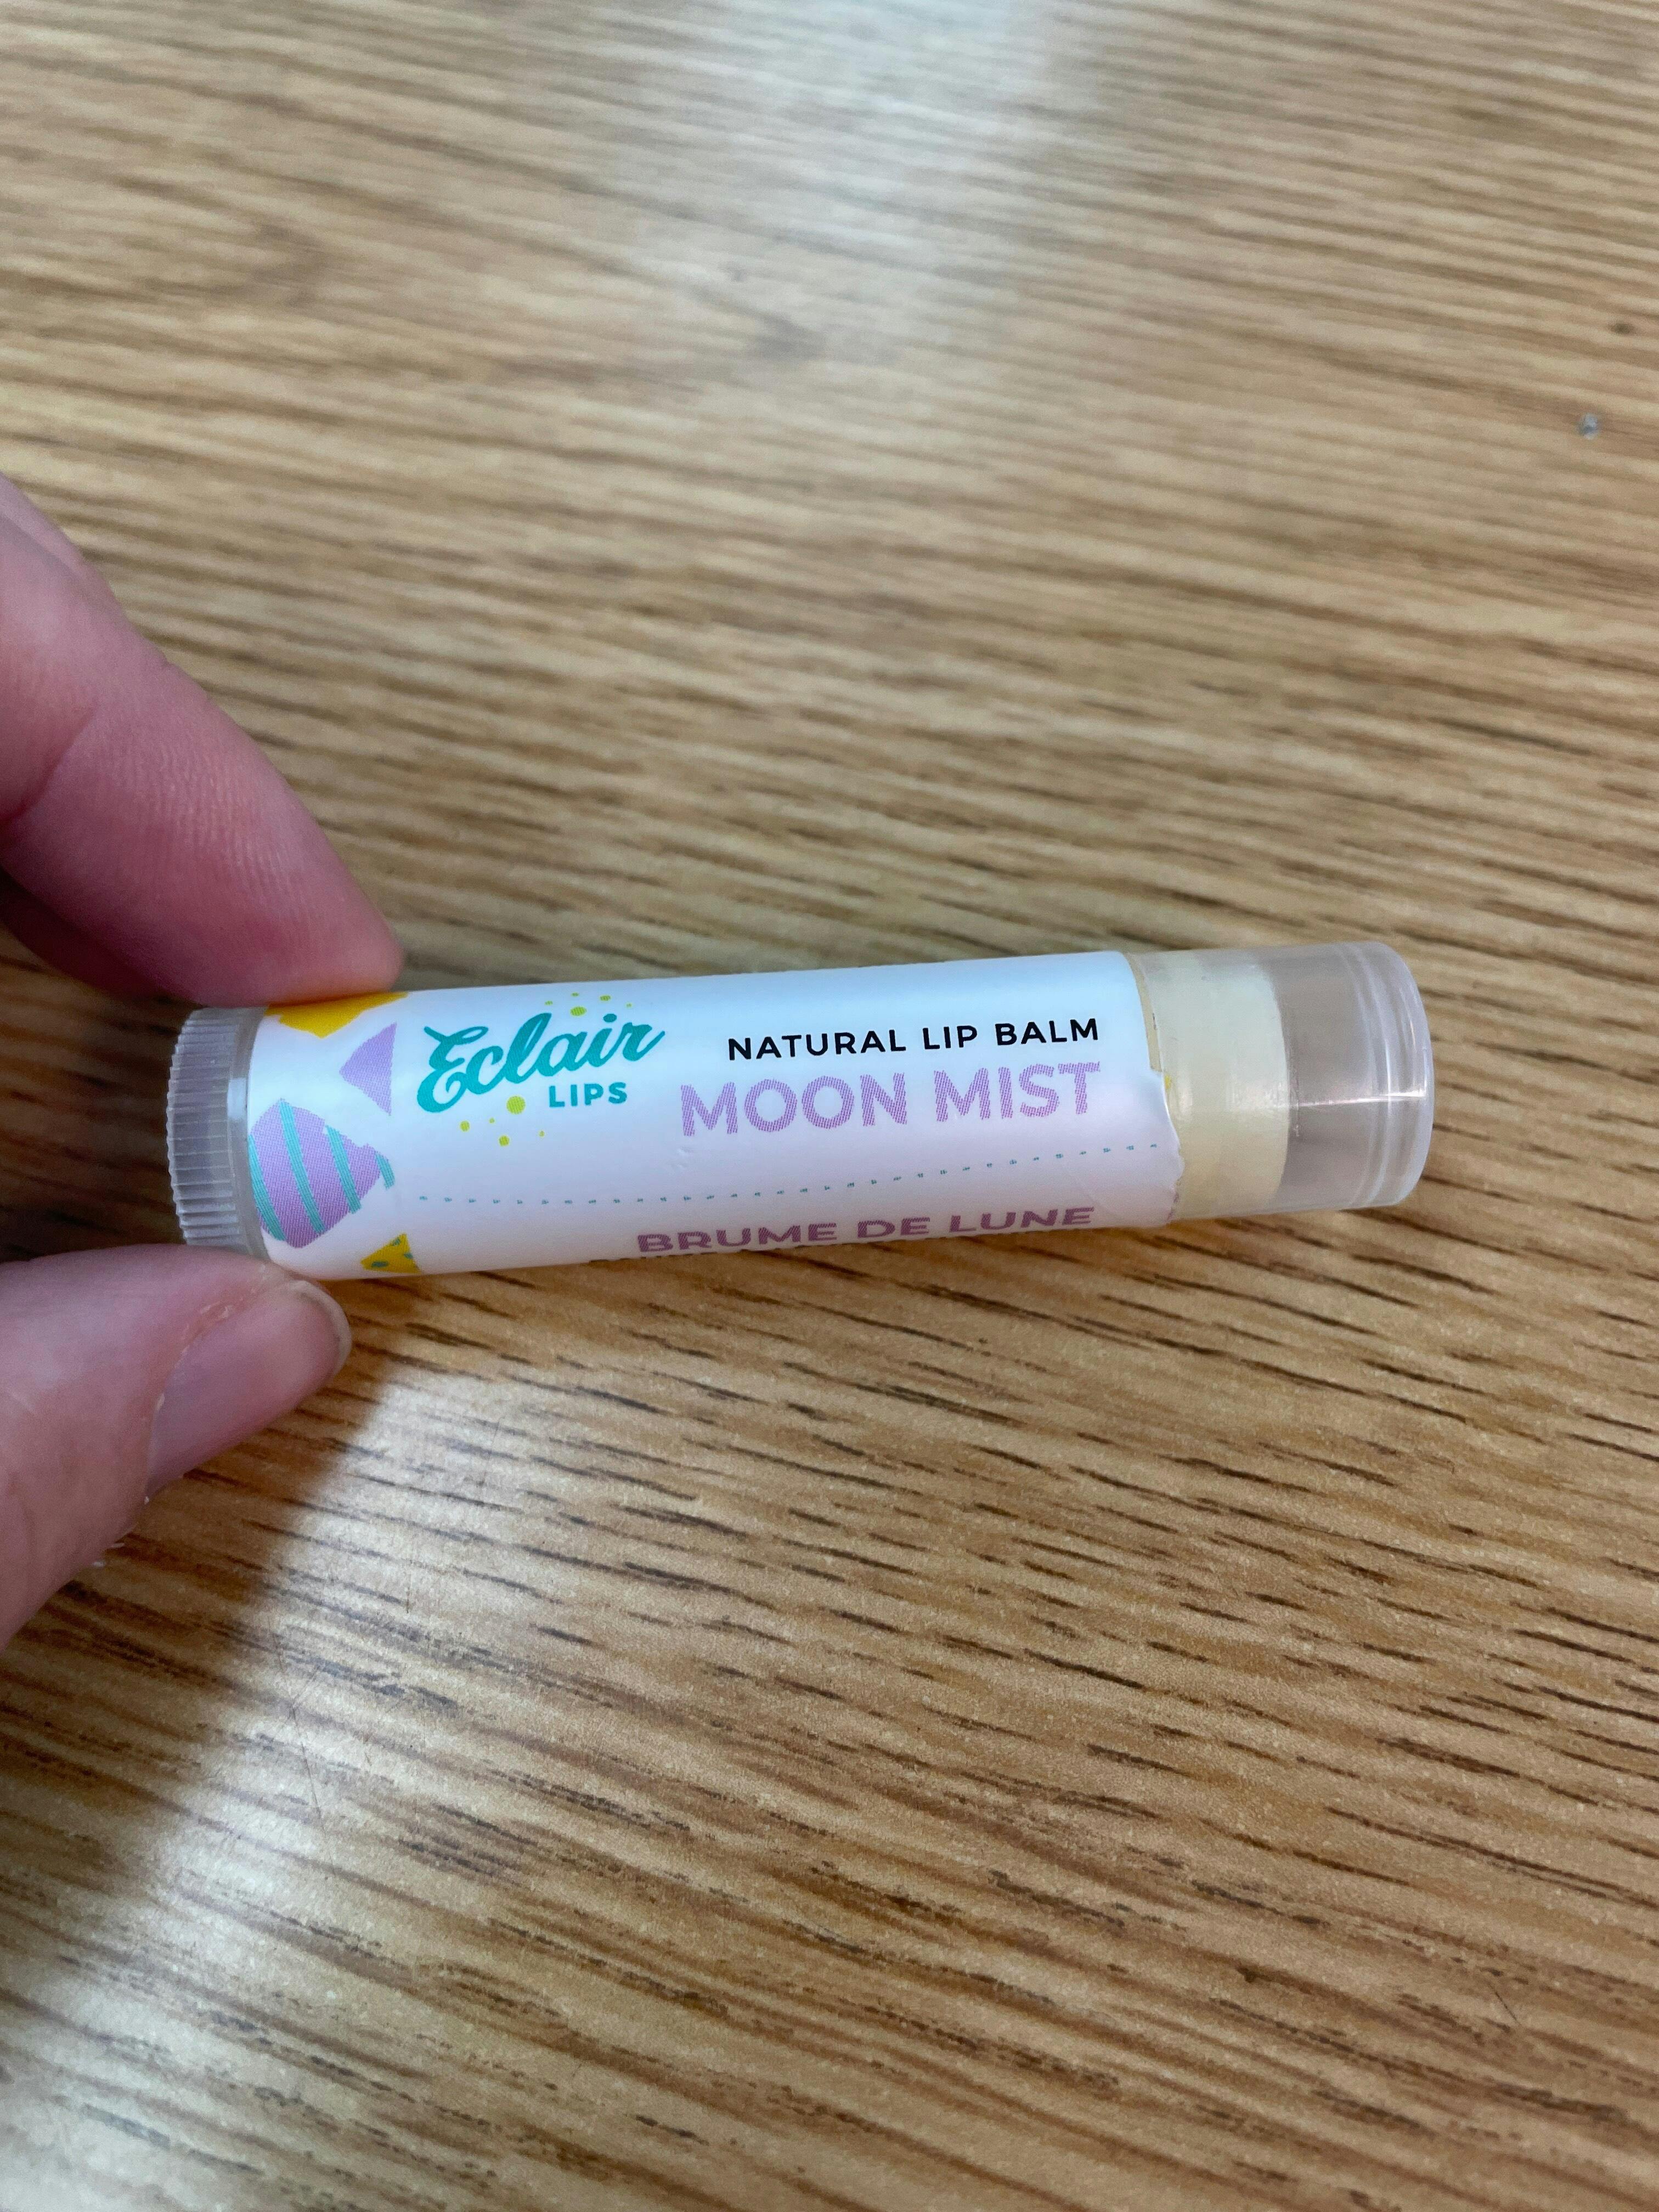 Eclair
LIPS
NATURAL LIP BALM
MOON MIST
BRUME DE LUNE